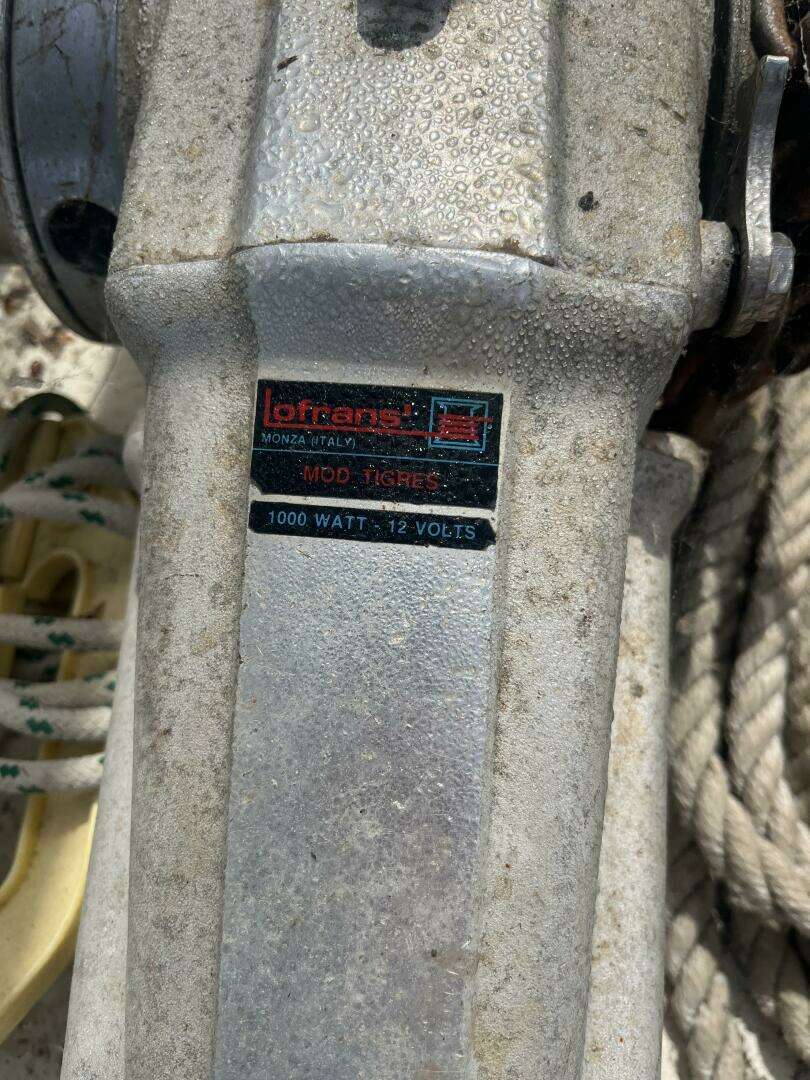 Lofrans'
MONZA (ITALY)
MOD TIGRES
1000 WATT - 12 VOLTS